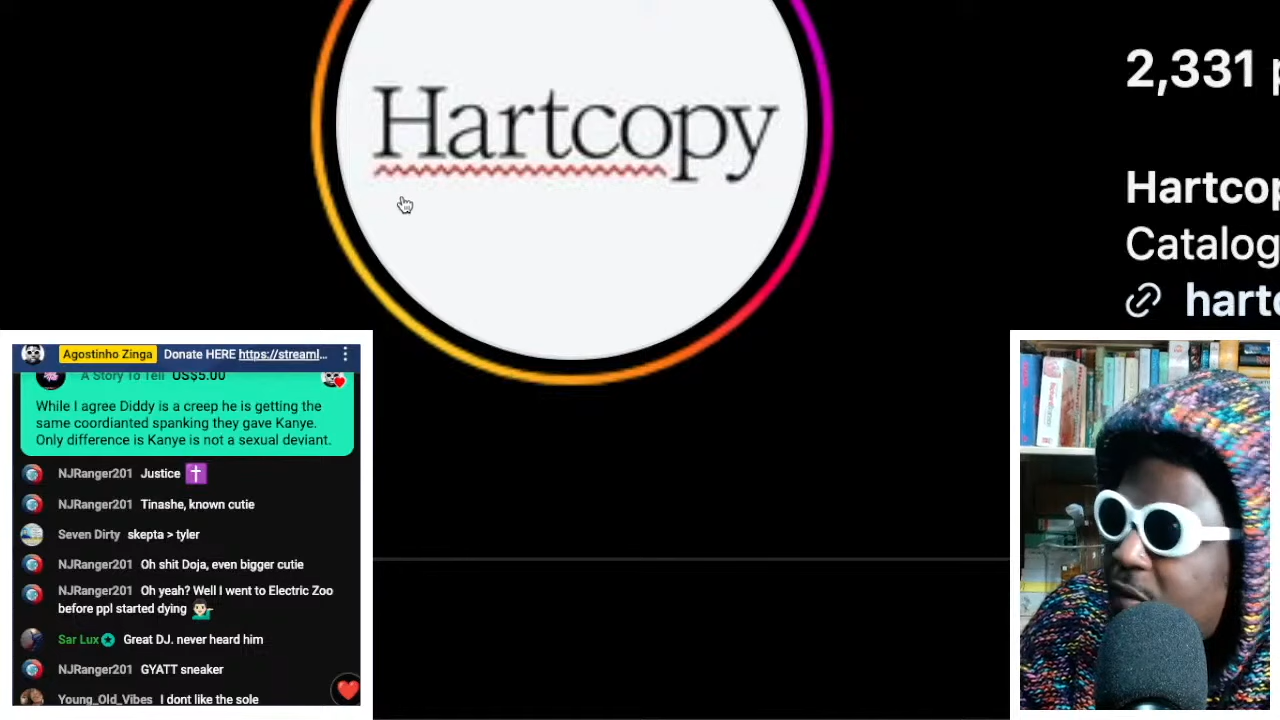 Hartcopy
2,331
Hartcop
Catalog
hartc
Agostinho Zinga Donate HERE https://streaml...
A Story To Tell US$5.00
While I agree Diddy is a creep he is getting the
same coordianted spanking they gave Kanye.
Only difference is Kanye is not a sexual deviant.
NJRanger201 Justice
NJRanger201 Tinashe, known cutie
Seven Dirty skepta > tyler
NJRanger201 Oh shit Doja, even bigger cutie
NJRanger201 Oh yeah? Well I went to Electric Zoo
before ppl started dying
Sar Lux Great DJ. never heard him
NJRanger201 GYATT sneaker
Young_Old_Vibes I dont like the sole